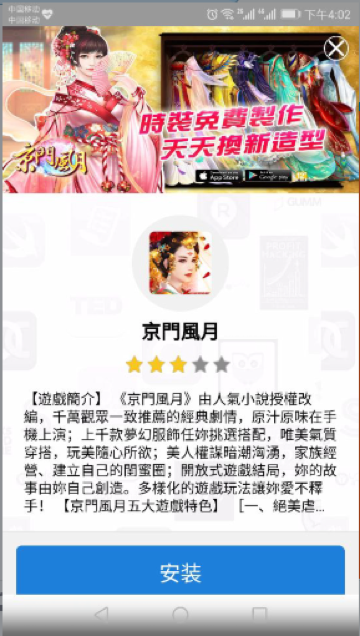 中国移动
中国移动
下午4:02
時裝免費製作
天天換新造型
京門風月
App Store
Google play
京門風月
【遊戲簡介】《京門風月》由人氣小說授權改
編，千萬觀眾一致推薦的經典劇情，原汁原味在手
機上演；上千款夢幻服飾任妳挑選搭配，唯美氣質
穿搭，玩美隨心所欲；美人權謀暗潮洶湧，家族經
營、建立自己的閨蜜圈；開放式遊戲結局，妳的故
事由妳自己創造。多樣化的遊戲玩法讓妳愛不釋
手！【京門風月五大遊戲特色】 [一、絕美虐...
安装